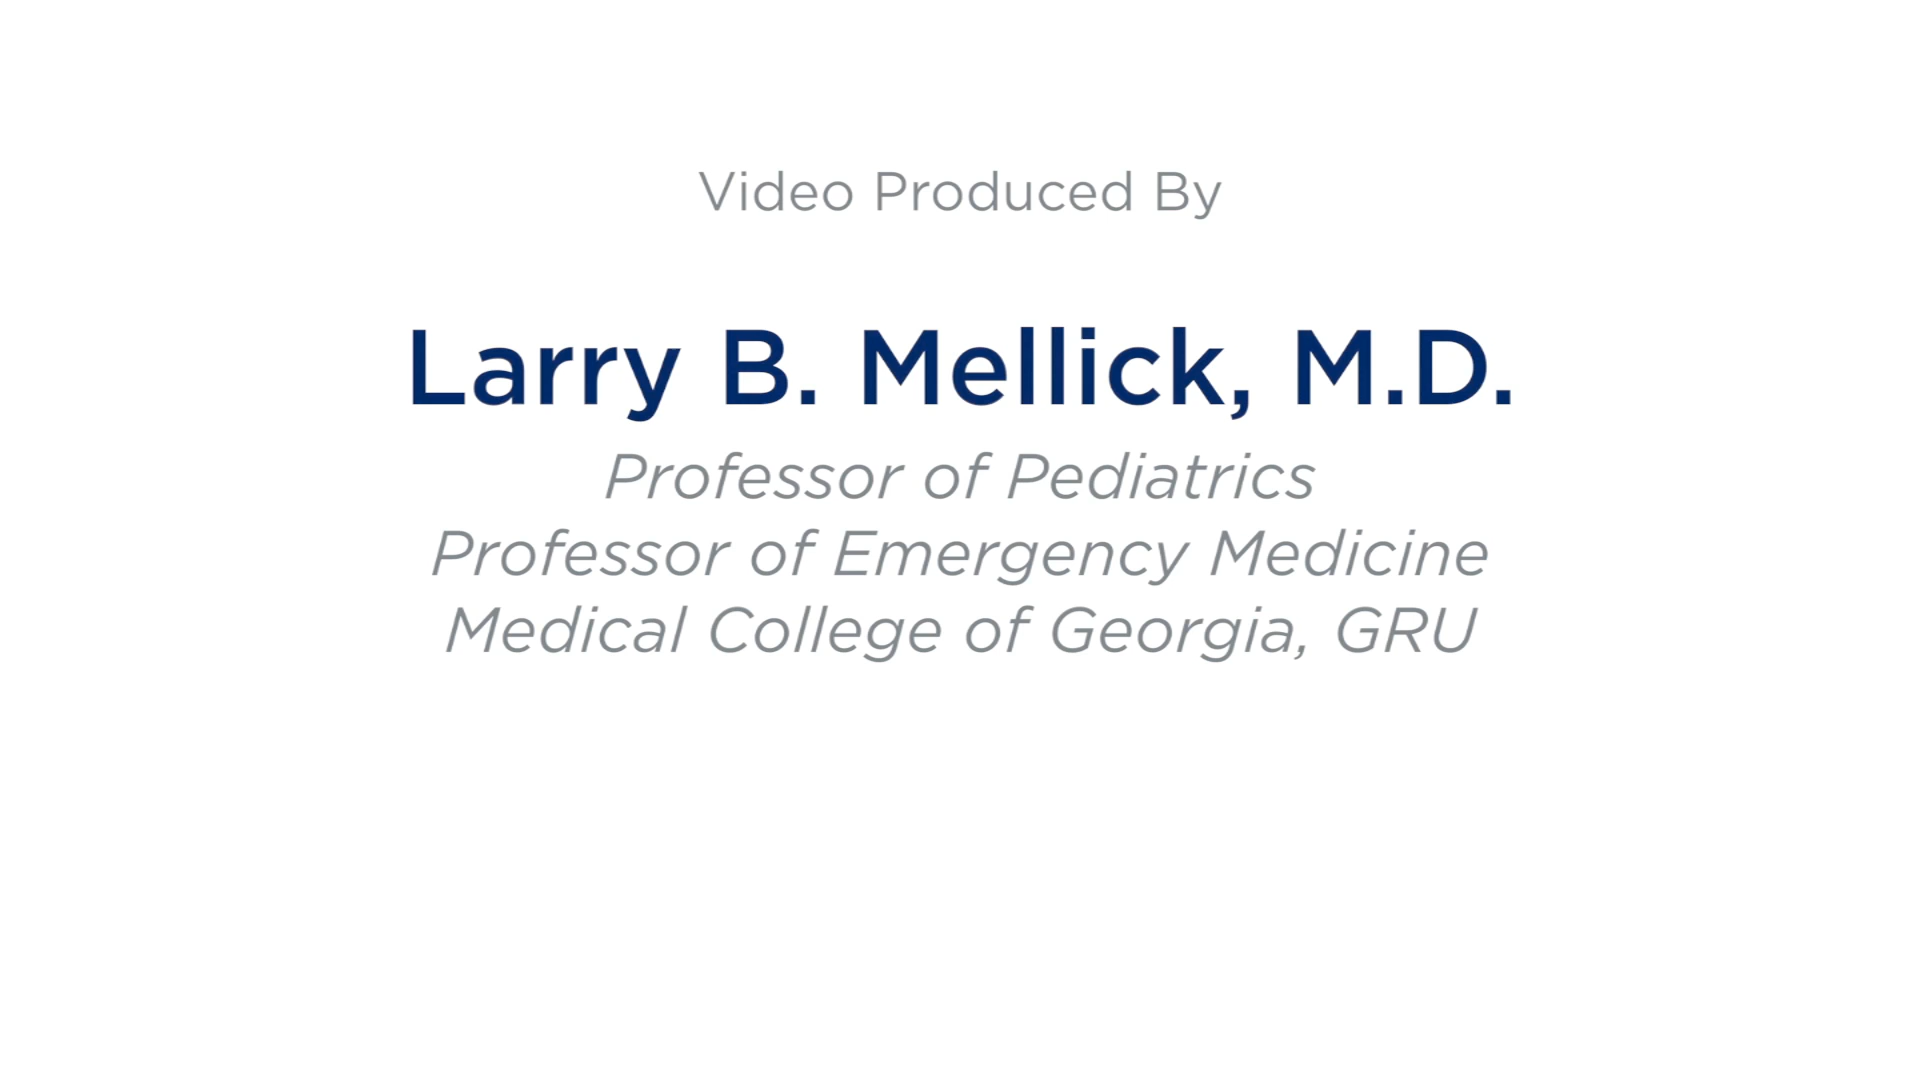 Video Produced By
Larry B. Mellick, M.D.
Professor of Pediatrics
Professor of Emergency Medicine
Medical College of Georgia, GRU